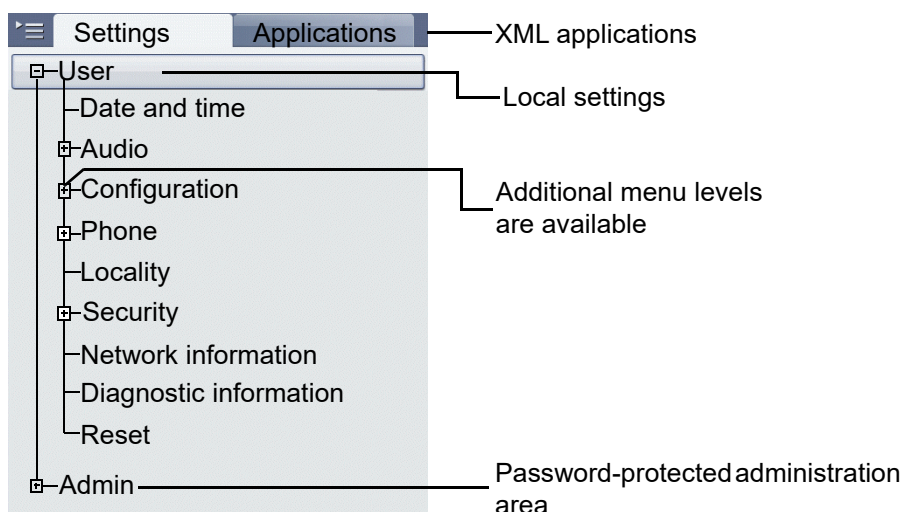 Settings
Applications
XML applications
User
Local settings
Date and time
Audio
Configuration
Additional menu levels
are available
Phone
Locality
Security
Network information
Diagnostic information
Reset
Admin
Password-protected administration
area